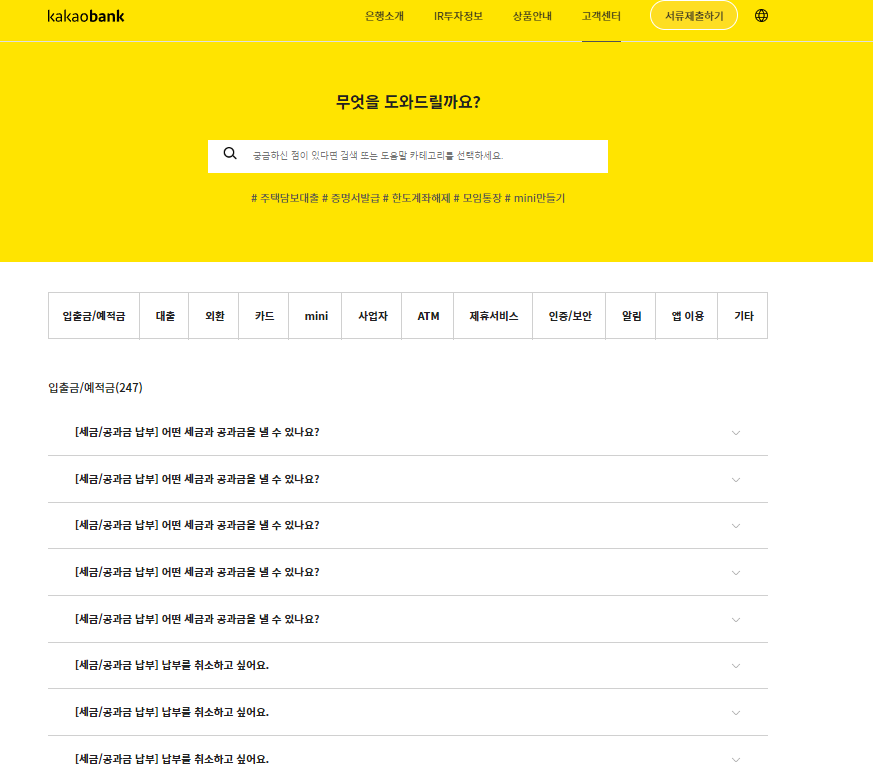 kakaobank 은행소개 IR투자정보 상품안내 고객센터 서류제출하기
무엇을 도와드릴까요?
궁금하신 점이 있다면 검색 또는 도움말 카테고리를 선택하세요.
# 주택담보대출 # 증명서발급 # 한도계좌해제 # 모임통장 # mini만들기
입출금/예적금 대출 외환 카드 mini 사업자 ATM 제휴서비스 인증/보안 알림 앱 이용 기타
입출금/예적금(247)
[세금/공과금 납부] 어떤 세금과 공과금을 낼 수 있나요?
[세금/공과금 납부] 어떤 세금과 공과금을 낼 수 있나요?
[세금/공과금 납부] 어떤 세금과 공과금을 낼 수 있나요?
[세금/공과금 납부] 어떤 세금과 공과금을 낼 수 있나요?
[세금/공과금 납부] 어떤 세금과 공과금을 낼 수 있나요?
[세금/공과금 납부] 납부를 취소하고 싶어요.
[세금/공과금 납부] 납부를 취소하고 싶어요.
[세금/공과금 납부] 납부를 취소하고 싶어요.